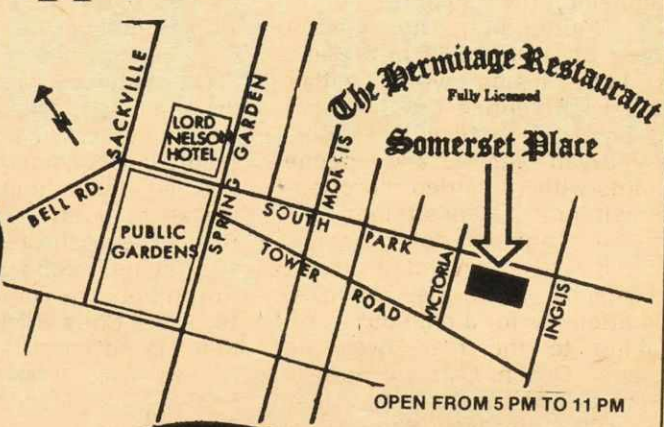 The Hermitage Restaurant
Fully Licensed
Somerset Place
N
SACKVILLE
LORD
NELSON
HOTEL
SPRING GARDEN
MORRIS
BELL RD.
PUBLIC
GARDENS
SOUTH PARK
TOWER ROAD
VICTORIA
INGLIS
OPEN FROM 5 PM TO 11 PM